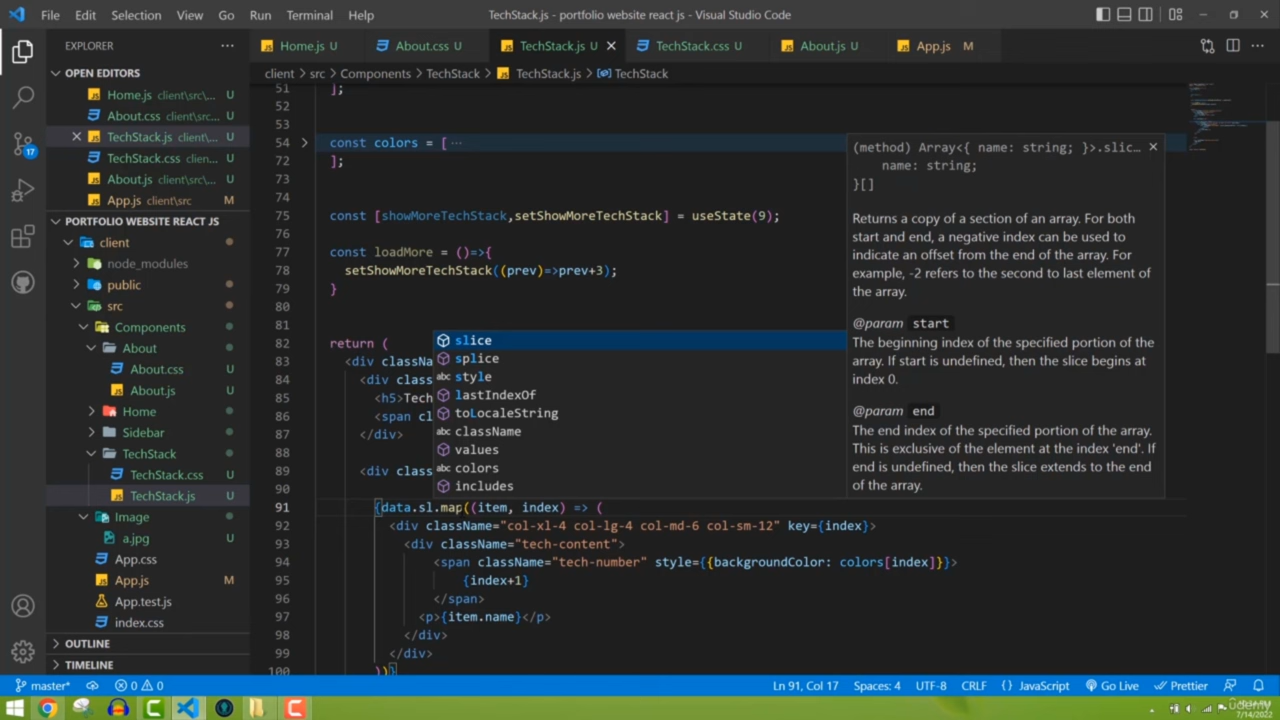 File Edit Selection View Go Run Terminal Help
TechStack.js - portfolio website react js - Visual Studio Code
EXPLORER
OPEN EDITORS
Home.js client\src\... U
About.css client\src\... U
TechStack.js client\... U
TechStack.css client\... U
About.js client\src\... U
App.js client\src M
PORTFOLIO WEBSITE REACT JS
client
node_modules
public
src
Components
About
About.css U
About.js U
Home
Sidebar
TechStack
TechStack.css U
TechStack.js U
Image
a.jpg U
App.css
App.js M
App.test.js
index.css
OUTLINE
TIMELINE
17
Home.js U About.css U TechStack.js U TechStack.css U About.js U App.js M
client > src > Components > TechStack > TechStack.js > TechStack
51 ];
52
53
54 const colors = [ ...
72 ];
73
74
75 const [showMoreTechStack,setShowMoreTechStack] = useState(9);
76
77 const loadMore = ()=>{
78 setShowMoreTechStack((prev)=>prev+3);
79 }
80
81
82 return (
83 <div classNa
84 <div class
85 <h5>Tec
86 <span cl
87 </div>
88
89 <div class
90
91 {data.sl.map((item, index) => (
92 <div className="col-xl-4 col-lg-4 col-md-6 col-sm-12" key={index}>
93 <div className="tech-content">
94 <span className="tech-number" style={{backgroundColor: colors[index]}}>
95 {index+1}
96 </span>
97 <p>{item.name}</p>
98 </div>
99 </div>
100 ))}
slice
splice
abc style
lastIndexOf
toLocaleString
abc className
values
abc colors
includes
(method) Array<{ name: string; }>.slic...
name: string;
}[]
Returns a copy of a section of an array. For both
start and end, a negative index can be used to
indicate an offset from the end of the array. For
example, -2 refers to the second to last element of
the array.
@param start
The beginning index of the specified portion of the
array. If start is undefined, then the slice begins at
index 0.
@param end
The end index of the specified portion of the array.
This is exclusive of the element at the index 'end'. If
end is undefined, then the slice extends to the end
of the array.
master* 0 0 Ln 91, Col 17 Spaces: 4 UTF-8 CRLF {} JavaScript Go Live Prettier
udemy
7/14/2022